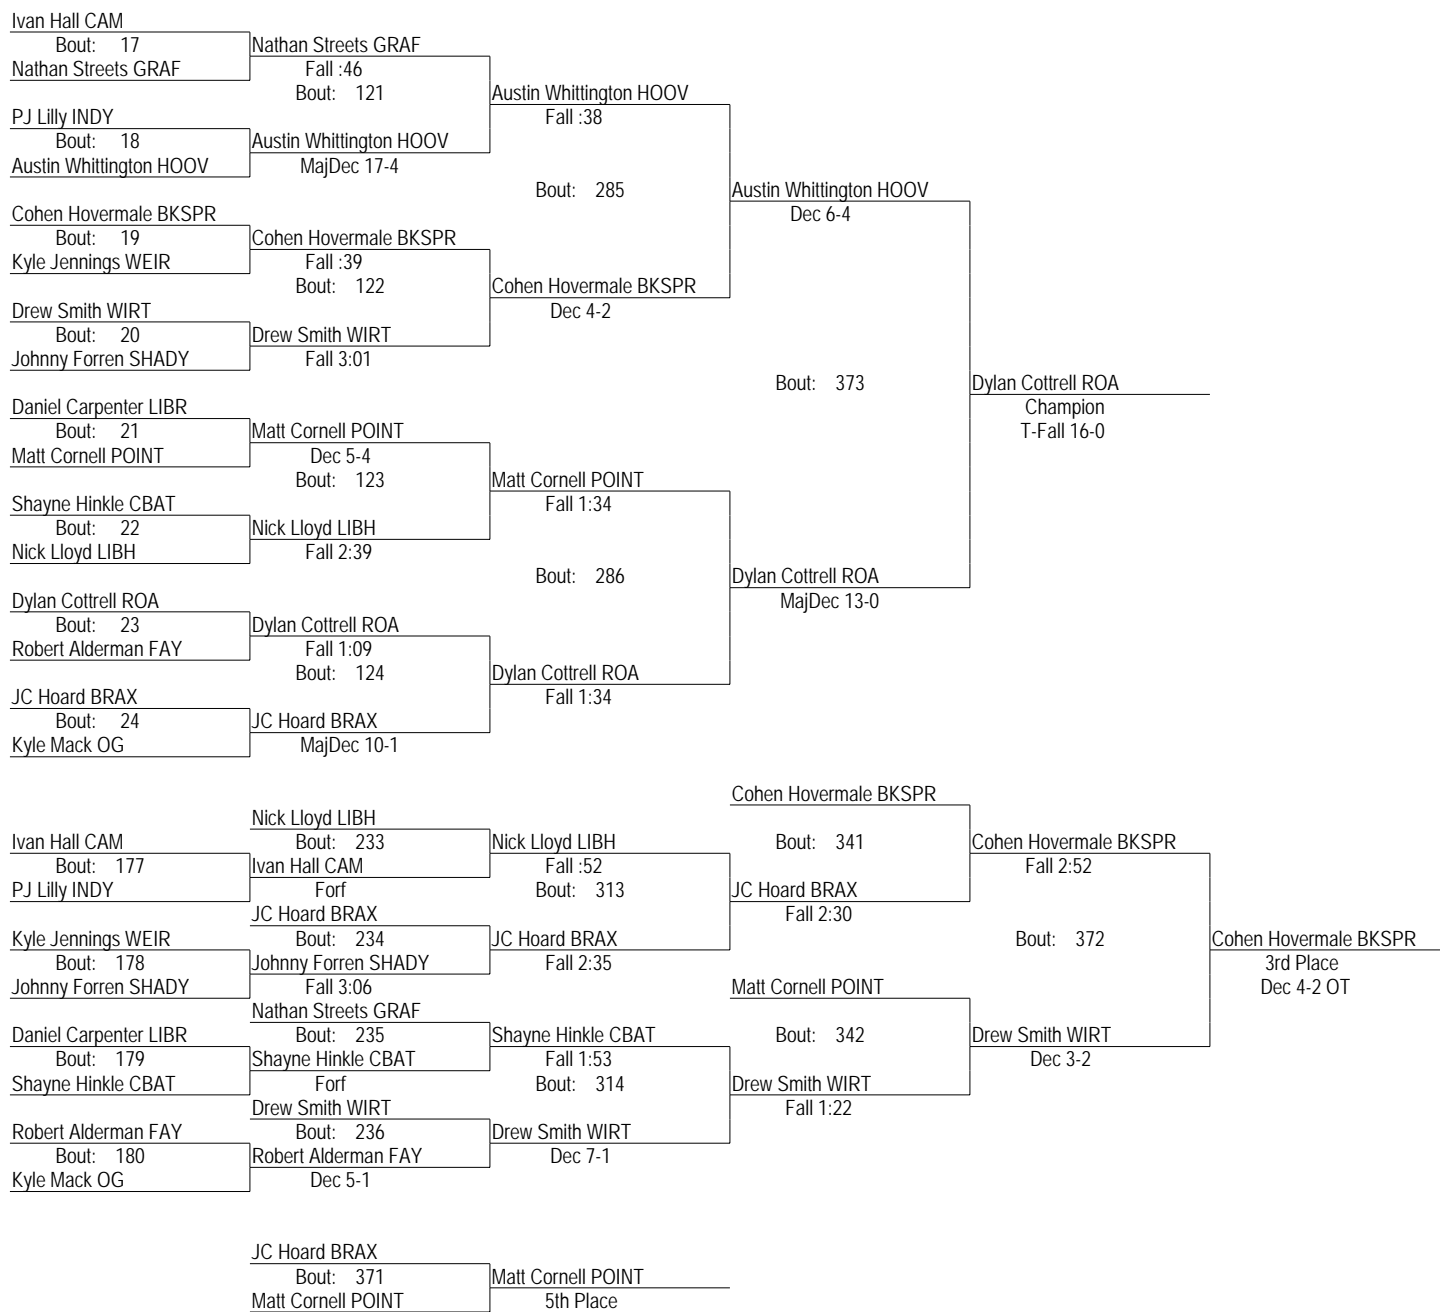 Ivan Hall CAM
Bout: 17 Nathan Streets GRAF
Nathan Streets GRAF Fall :46
Bout: 121 Austin Whittington HOOV
PJ Lilly INDY Fall :38
Bout: 18 Austin Whittington HOOV
Austin Whittington HOOV MajDec 17-4
Bout: 285 Austin Whittington HOOV
Cohen Hovermale BKSPR Dec 6-4
Bout: 19 Cohen Hovermale BKSPR
Kyle Jennings WEIR Fall :39
Bout: 122 Cohen Hovermale BKSPR
Drew Smith WIRT Dec 4-2
Bout: 20 Drew Smith WIRT
Johnny Forren SHADY Fall 3:01
Bout: 373 Dylan Cottrell ROA
Daniel Carpenter LIBR Champion
Bout: 21 Matt Cornell POINT T-Fall 16-0
Matt Cornell POINT Dec 5-4
Bout: 123 Matt Cornell POINT
Shayne Hinkle CBAT Fall 1:34
Bout: 22 Nick Lloyd LIBH
Nick Lloyd LIBH Fall 2:39
Bout: 286 Dylan Cottrell ROA
Dylan Cottrell ROA MajDec 13-0
Bout: 23 Dylan Cottrell ROA
Robert Alderman FAY Fall 1:09
Bout: 124 Dylan Cottrell ROA
JC Hoard BRAX Fall 1:34
Bout: 24 JC Hoard BRAX
Kyle Mack OG MajDec 10-1
Cohen Hovermale BKSPR
Nick Lloyd LIBH
Ivan Hall CAM Bout: 233 Nick Lloyd LIBH Bout: 341 Cohen Hovermale BKSPR
Bout: 177 Ivan Hall CAM Fall :52 Fall 2:52
PJ Lilly INDY Forf Bout: 313 JC Hoard BRAX
JC Hoard BRAX Fall 2:30
Kyle Jennings WEIR Bout: 234 JC Hoard BRAX Bout: 372 Cohen Hovermale BKSPR
Bout: 178 Johnny Forren SHADY Fall 2:35 3rd Place
Johnny Forren SHADY Fall 3:06 Matt Cornell POINT Dec 4-2 OT
Nathan Streets GRAF
Daniel Carpenter LIBR Bout: 235 Shayne Hinkle CBAT Bout: 342 Drew Smith WIRT
Bout: 179 Shayne Hinkle CBAT Fall 1:53 Dec 3-2
Shayne Hinkle CBAT Forf Bout: 314 Drew Smith WIRT
Drew Smith WIRT Fall 1:22
Robert Alderman FAY Bout: 236 Drew Smith WIRT
Bout: 180 Robert Alderman FAY Dec 7-1
Kyle Mack OG Dec 5-1
JC Hoard BRAX
Bout: 371 Matt Cornell POINT
Matt Cornell POINT 5th Place